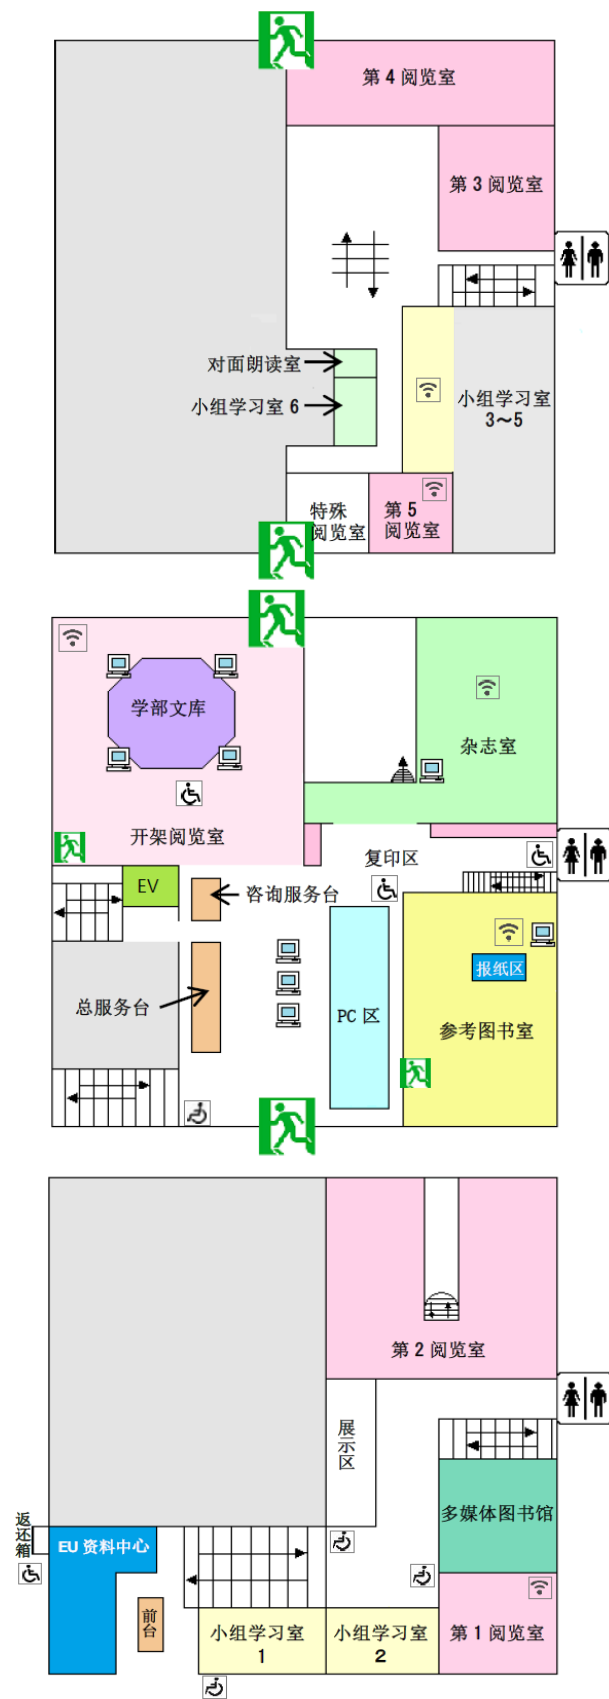 第 4 阅览室
第 3 阅览室
对面朗读室
小组学习室 6
小组学习室
3～5
特殊
阅览室
第 5
阅览室
学部文库
杂志室
开架阅览室
复印区
EV
咨询服务台
报纸区
总服务台
PC 区
参考图书室
第 2 阅览室
展示区
多媒体图书馆
返还箱
EU 资料中心
前台
小组学习室
1
小组学习室
2
第 1 阅览室